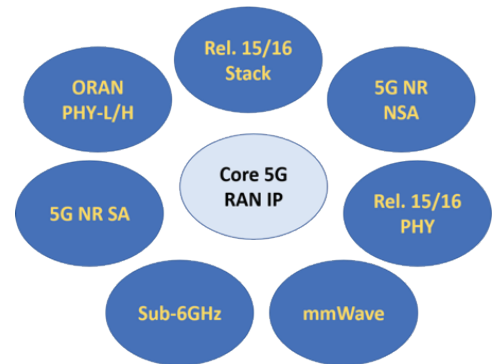 Rel. 15/16
Stack
ORAN
PHY-L/H
5G NR
NSA
Core 5G
RAN IP
5G NR SA
Rel. 15/16
PHY
Sub-6GHz
mmWave